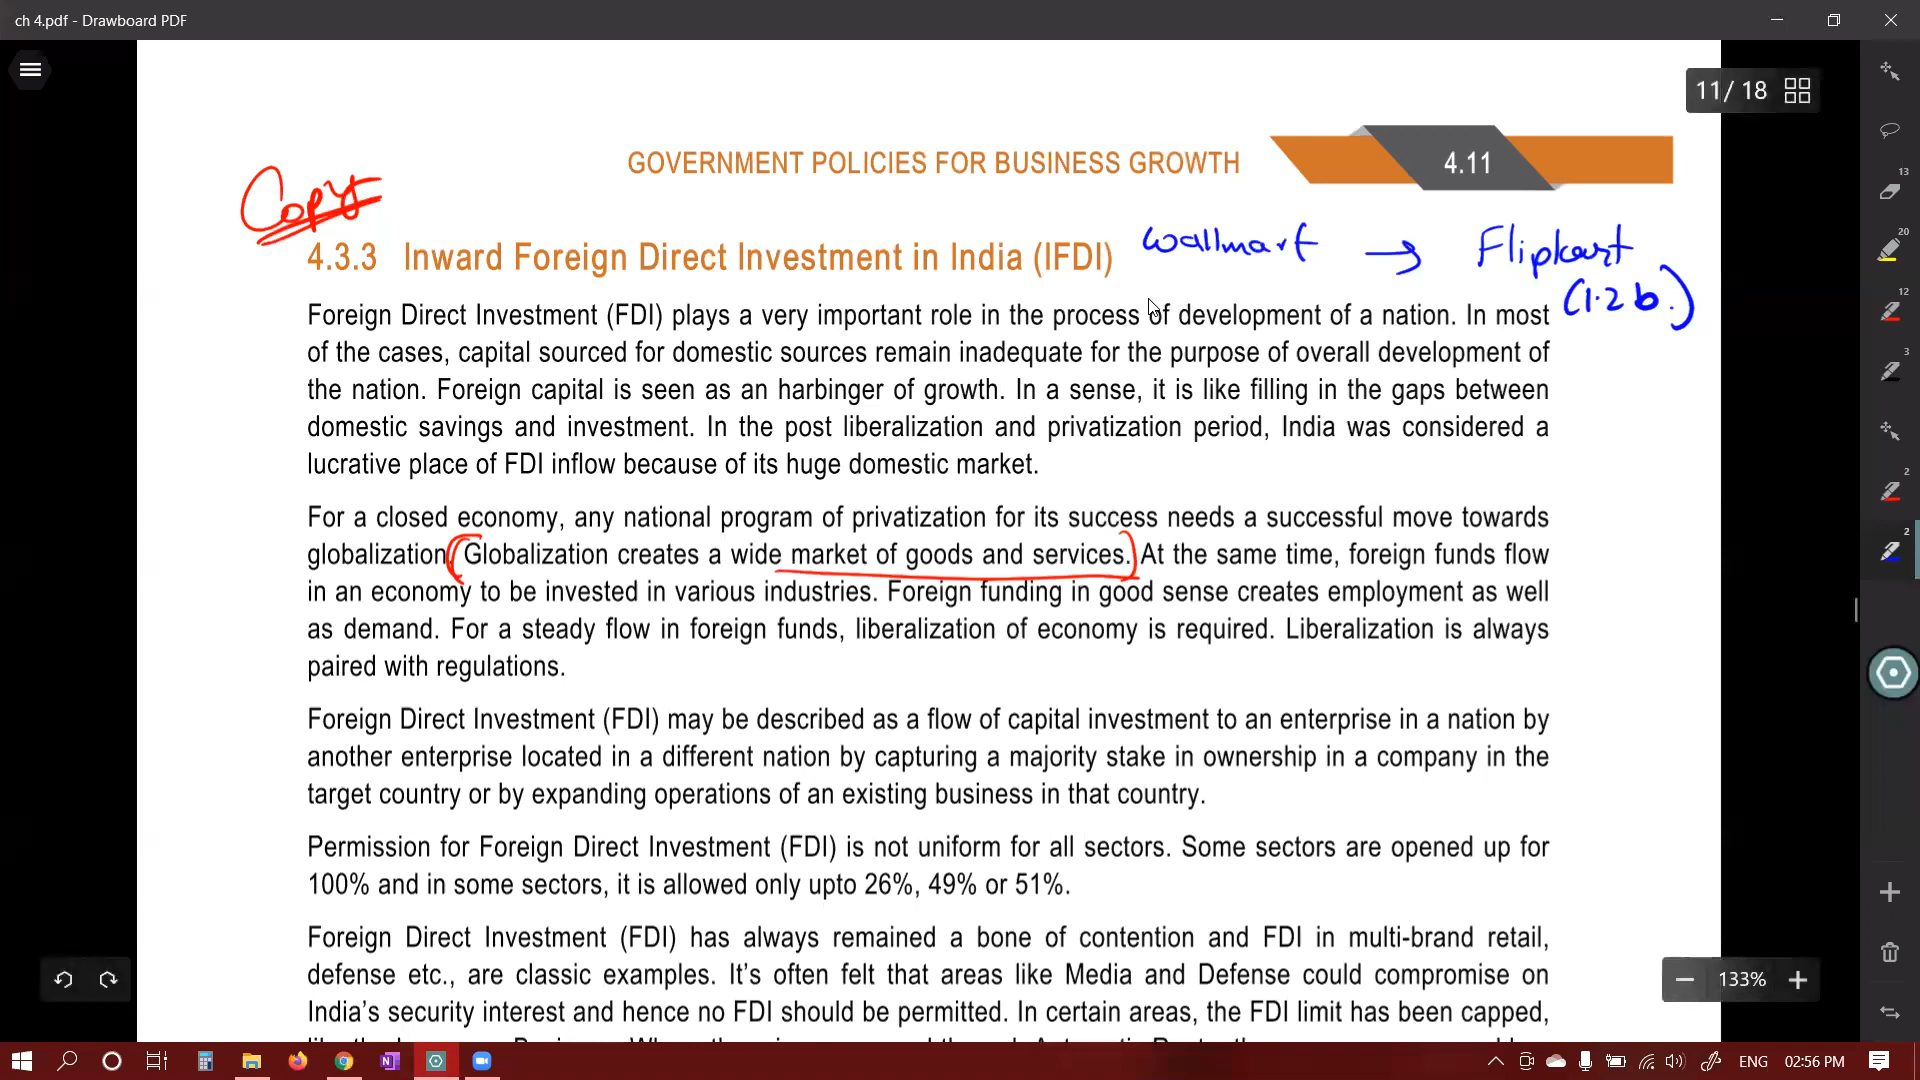 ch 4.pdf - Drawboard PDF
11 / 18
GOVERNMENT POLICIES FOR BUSINESS GROWTH 4.11
Copy
4.3.3 Inward Foreign Direct Investment in India (IFDI)
Wallmart → Flipkart
(1.2 b.)
Foreign Direct Investment (FDI) plays a very important role in the process of development of a nation. In most
of the cases, capital sourced for domestic sources remain inadequate for the purpose of overall development of
the nation. Foreign capital is seen as an harbinger of growth. In a sense, it is like filling in the gaps between
domestic savings and investment. In the post liberalization and privatization period, India was considered a
lucrative place of FDI inflow because of its huge domestic market.
For a closed economy, any national program of privatization for its success needs a successful move towards
globalization. Globalization creates a wide market of goods and services. At the same time, foreign funds flow
in an economy to be invested in various industries. Foreign funding in good sense creates employment as well
as demand. For a steady flow in foreign funds, liberalization of economy is required. Liberalization is always
paired with regulations.
Foreign Direct Investment (FDI) may be described as a flow of capital investment to an enterprise in a nation by
another enterprise located in a different nation by capturing a majority stake in ownership in a company in the
target country or by expanding operations of an existing business in that country.
Permission for Foreign Direct Investment (FDI) is not uniform for all sectors. Some sectors are opened up for
100% and in some sectors, it is allowed only upto 26%, 49% or 51%.
Foreign Direct Investment (FDI) has always remained a bone of contention and FDI in multi-brand retail,
defense etc., are classic examples. It's often felt that areas like Media and Defense could compromise on
India's security interest and hence no FDI should be permitted. In certain areas, the FDI limit has been capped,
13
20
12
3
2
2
133%
ENG 02:56 PM